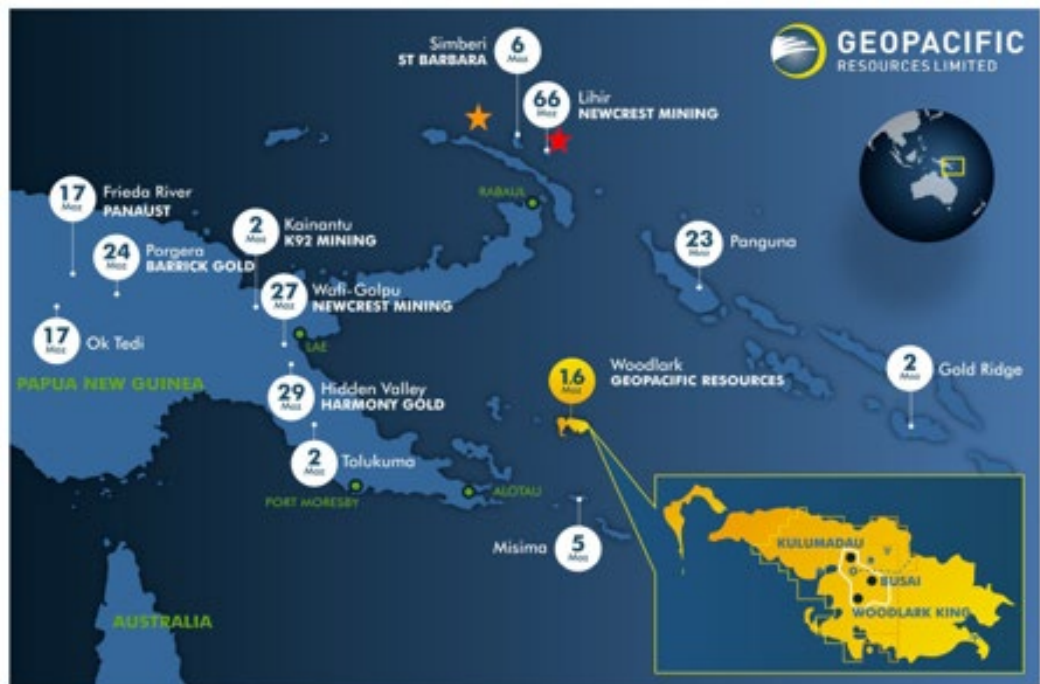 GEOPACIFIC
RESOURCES LIMITED
Simberi
ST BARBARA
6
Moz
66
Moz
Lihir
NEWCREST MINING
17
Moz
Frieda River
PANAUST
24
Moz
Porgera
BARRICK GOLD
2
Moz
Kainantu
K92 MINING
RABAUL
23
Moz
Panguna
27
Moz
Wafi-Golpu
NEWCREST MINING
17
Moz
Ok Tedi
LAE
PAPUA NEW GUINEA
29
Moz
Hidden Valley
HARMONY GOLD
1.6
Moz
Woodlark
GEOPACIFIC RESOURCES
2
Moz
Gold Ridge
2
Moz
Tolukuma
PORT MORESBY
ALOTAU
Misima
5
Moz
KULUMADAU
BUSAI
WOODLARK KING
AUSTRALIA